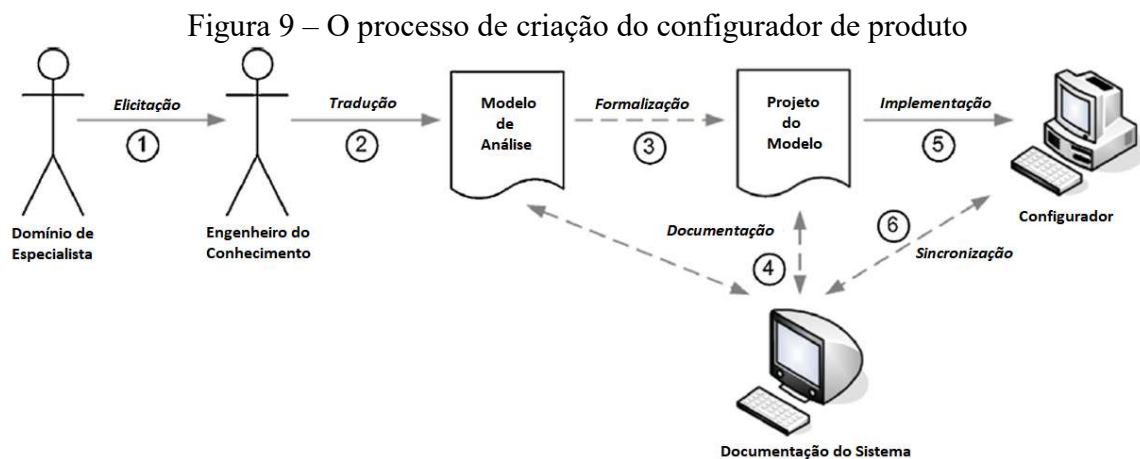 Figura 9 – O processo de criação do configurador de produto
Elicitação
1
Tradução
2
Modelo
de
Análise
Formalização
3
Projeto
do
Modelo
Implementação
5
Domínio de
Especialista
Engenheiro do
Conhecimento
Documentação
4
6
Sincronização
Configurador
Documentação do Sistema